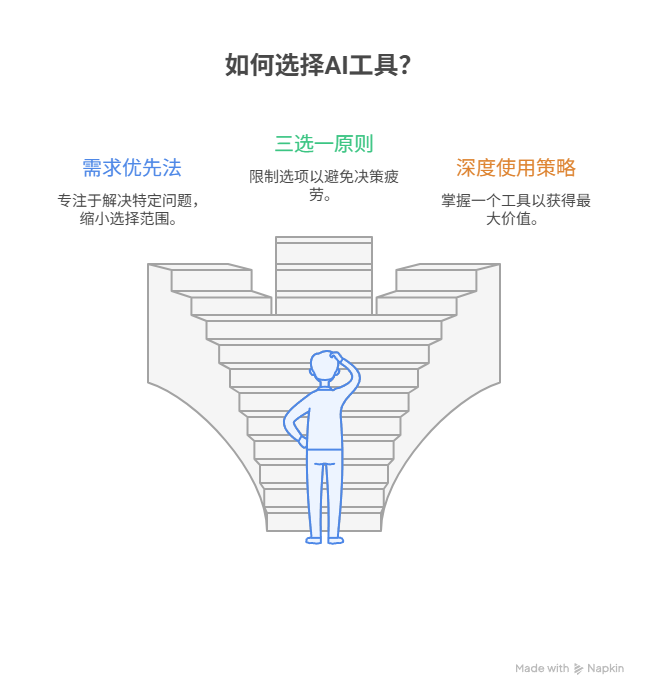 如何选择AI工具？
需求优先法
专注于解决特定问题，
缩小选择范围。
三选一原则
限制选项以避免决策疲
劳。
深度使用策略
掌握一个工具以获得最
大价值。
Made with Napkin